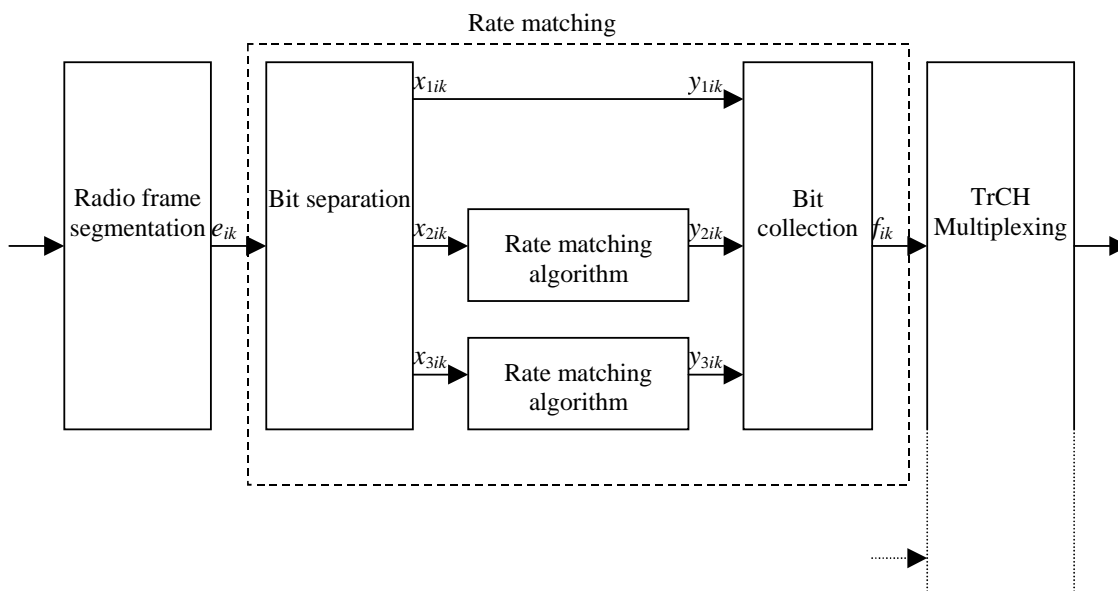 Rate matching
Radio frame
segmentation
e_ik
Bit separation
x_1ik
x_2ik
x_3ik
Rate matching
algorithm
Rate matching
algorithm
y_1ik
y_2ik
y_3ik
Bit
collection
f_ik
TrCH
Multiplexing